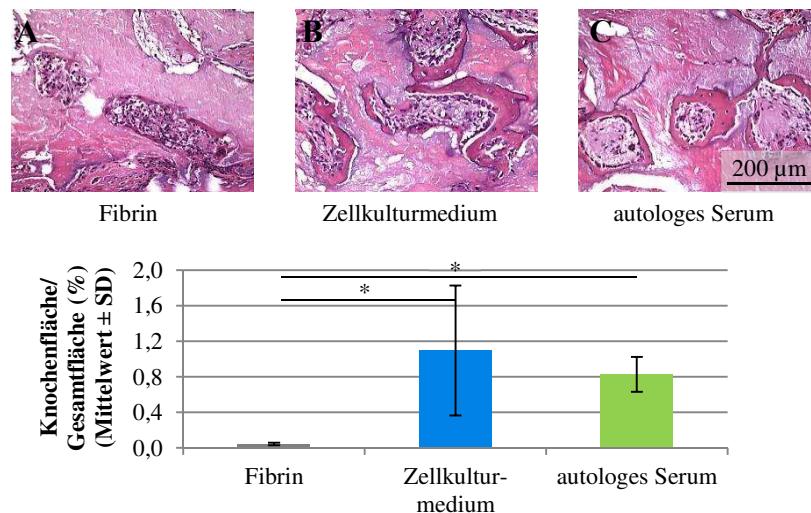 A
B
C
200 µm
Fibrin
Zellkulturmedium
autologes Serum
Knochenfläche/
Gesamtfläche (%)
(Mittelwert ± SD)
2,0
1,6
1,2
0,8
0,4
0,0
*
*
Fibrin
Zellkultur-
medium
autologes Serum